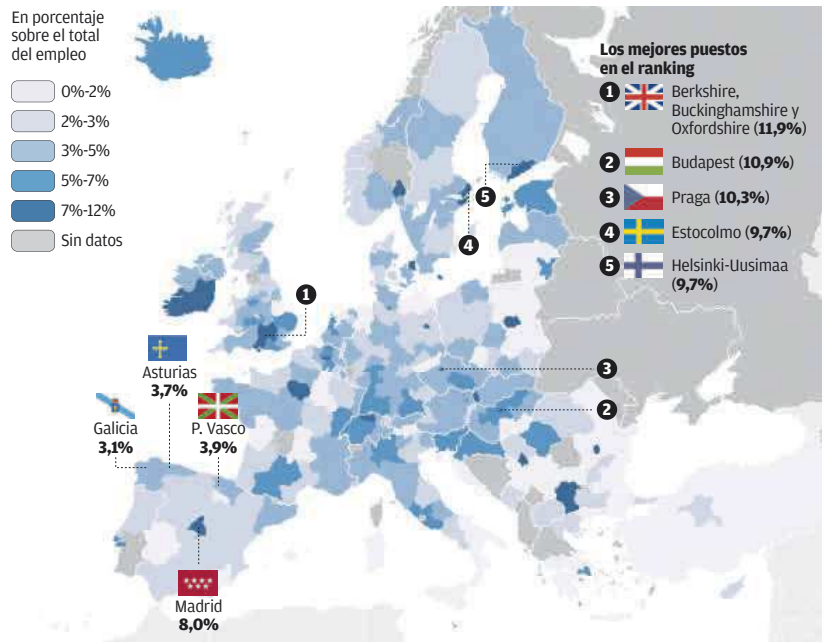 En porcentaje
sobre el total
del empleo
0%-2%
2%-3%
3%-5%
5%-7%
7%-12%
Sin datos
Los mejores puestos
en el ranking
1 Berkshire,
Buckinghamshire y
Oxfordshire (11,9%)
2 Budapest (10,9%)
3 Praga (10,3%)
4 Estocolmo (9,7%)
5 Helsinki-Uusimaa
(9,7%)
5
4
1
3
2
Asturias
3,7%
Galicia
3,1%
P. Vasco
3,9%
Madrid
8,0%